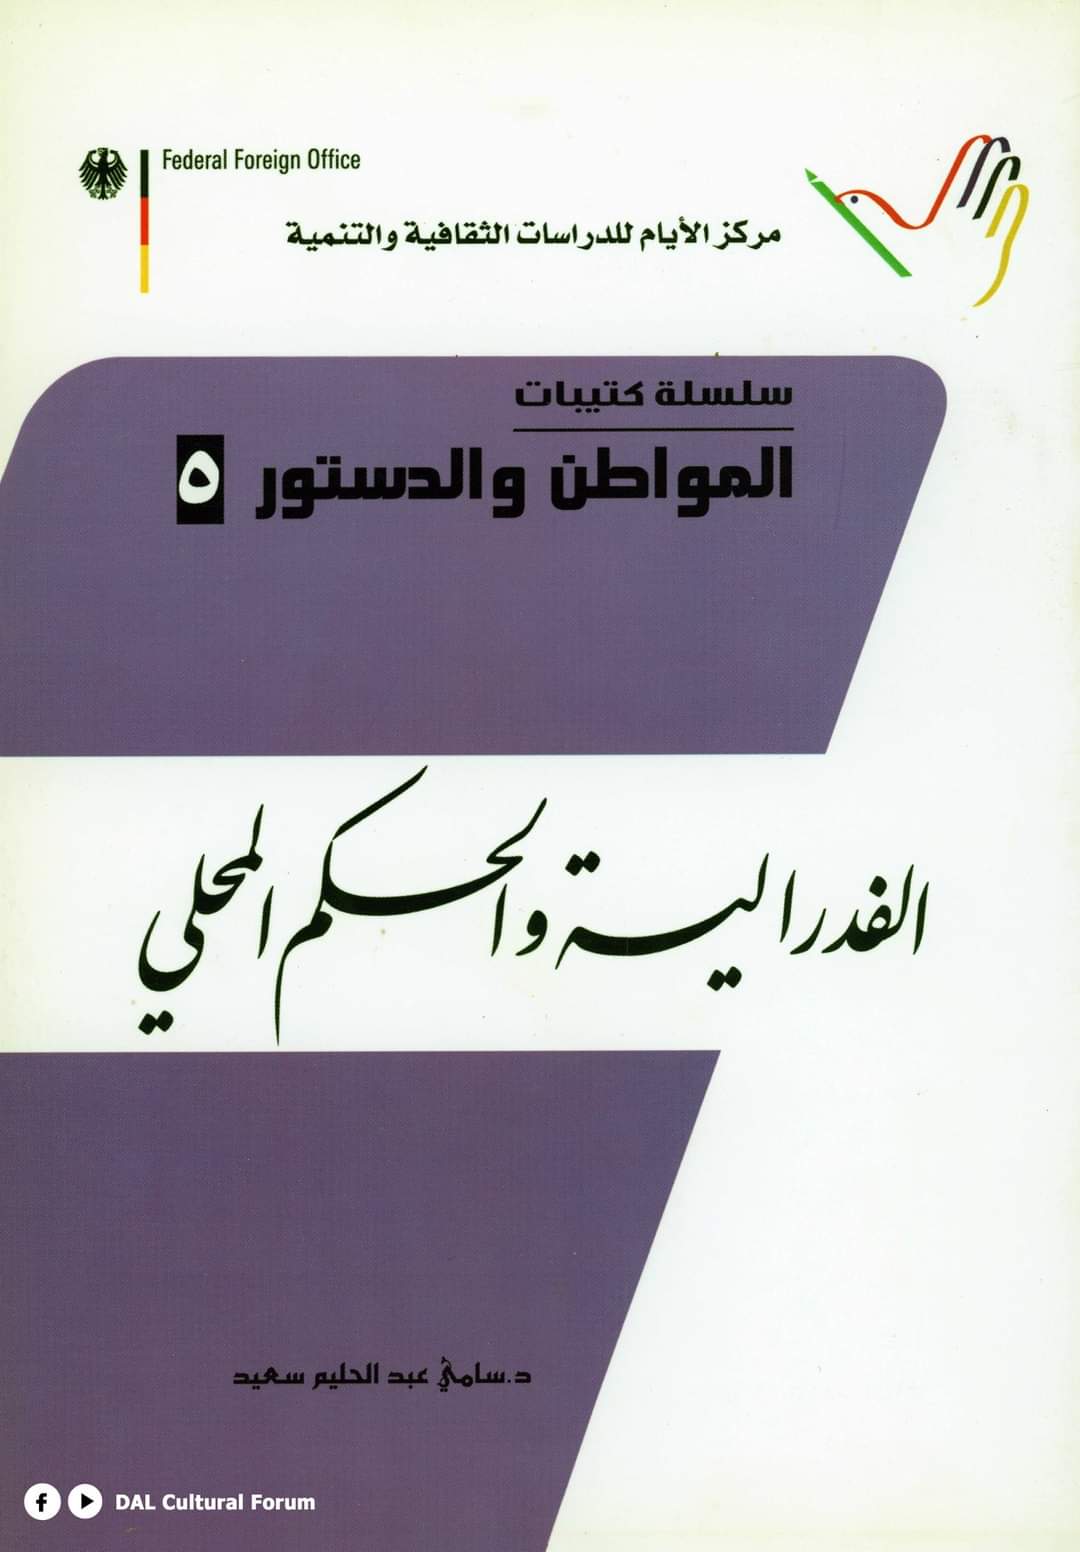 Federal Foreign Office
مركز الأيام للدراسات الثقافية والتنمية
سلسلة كتيبات
المواطن والدستور ٥
الفدرالية والحكم المحلي
د.سامي عبد الحليم سعيد
DAL Cultural Forum